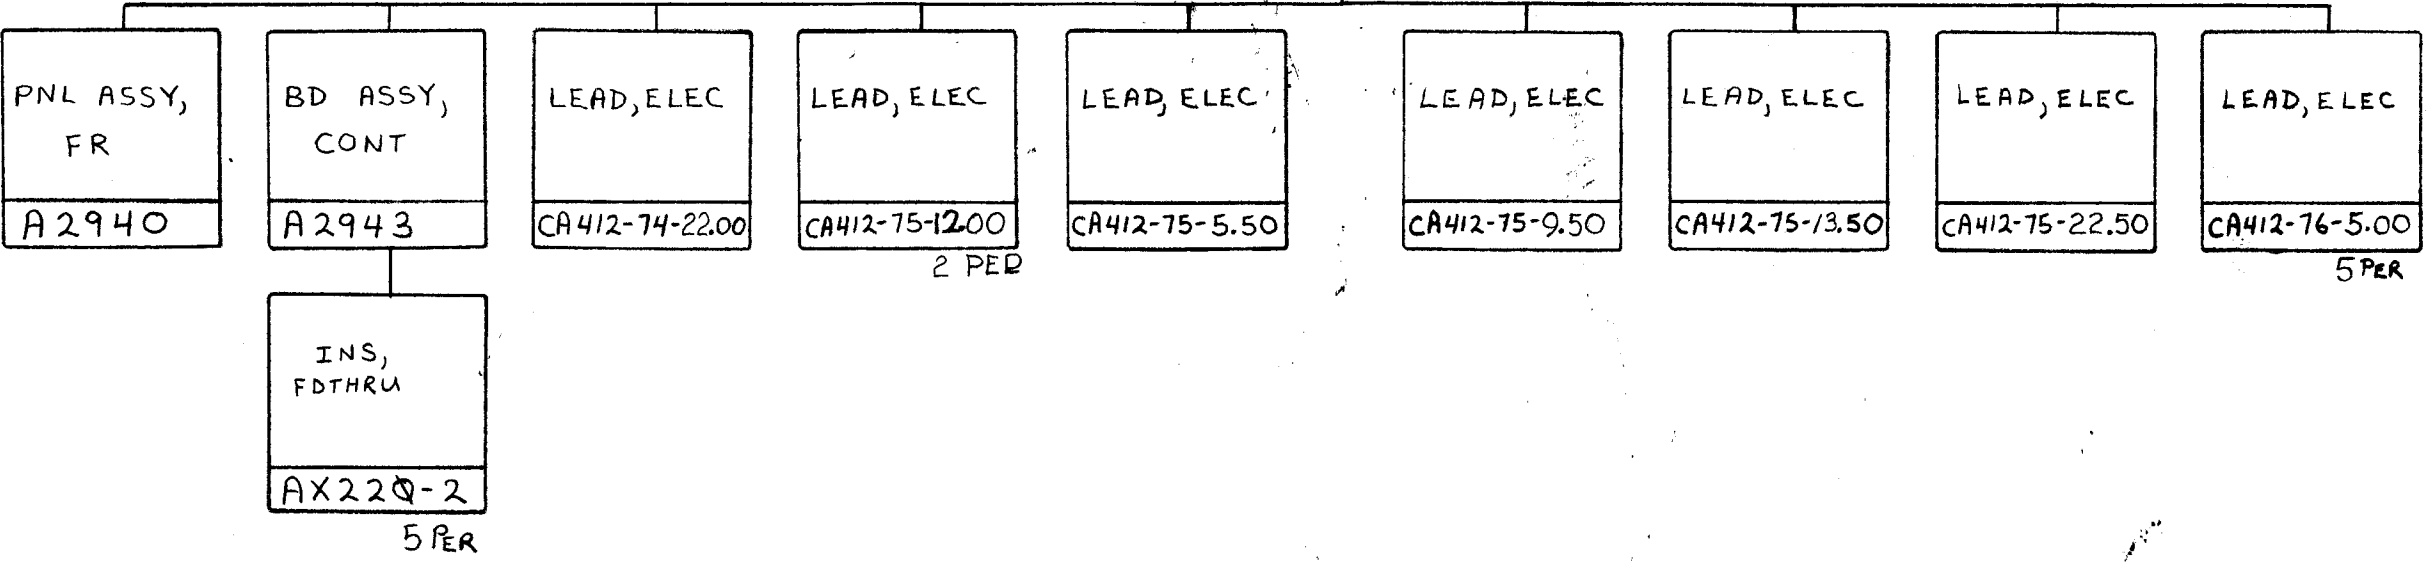 PNL ASSY,
FR
A2940
BD ASSY,
CONT
A2943
LEAD, ELEC
CA412-74-22.00
LEAD, ELEC
CA412-75-12.00
2 PER
LEAD, ELEC
CA412-75-5.50
LEAD, ELEC
CA412-75-9.50
LEAD, ELEC
CA412-75-13.50
LEAD, ELEC
CA412-75-22.50
LEAD, ELEC
CA412-76-5.00
5 PER
INS,
FDTHRU
AX220-2
5 PER